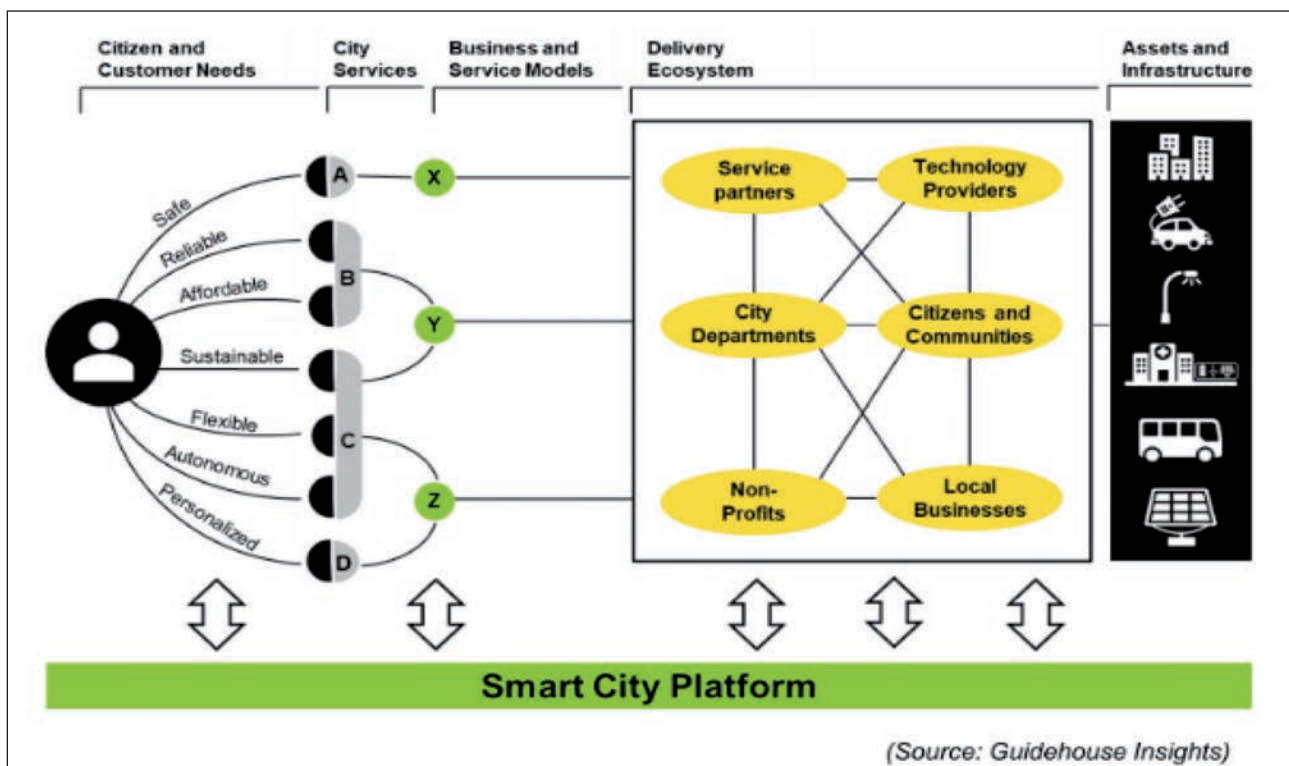 Citizen and
Customer Needs
City
Services
Business and
Service Models
Delivery
Ecosystem
Assets and
Infrastructure
Safe
Reliable
Affordable
Sustainable
Flexible
Autonomous
Personalized
A
B
C
D
X
Y
Z
Service
partners
Technology
Providers
City
Departments
Citizens and
Communities
Non-
Profits
Local
Businesses
Smart City Platform
(Source: Guidehouse Insights)